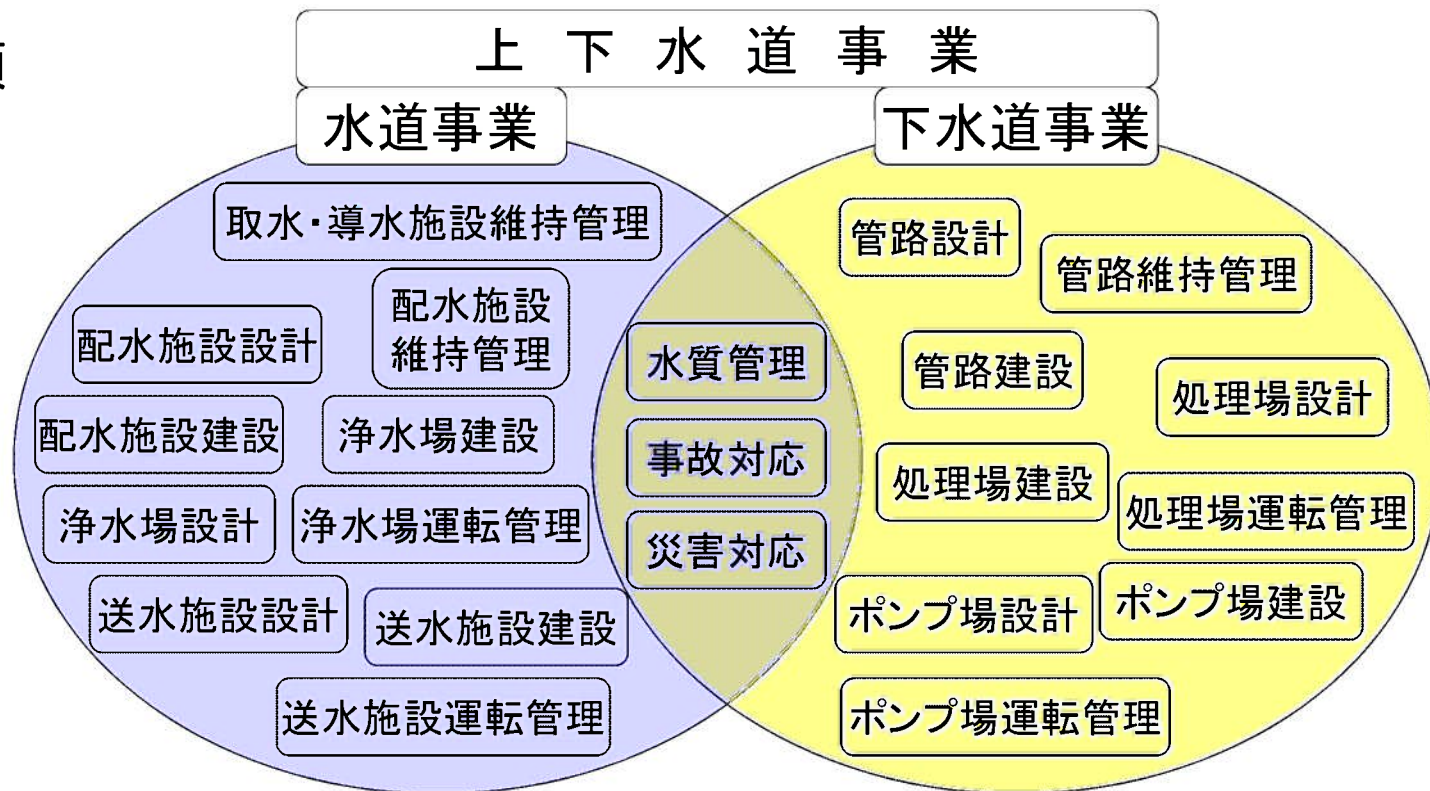 上下水道事業
水道事業
下水道事業
取水・導水施設維持管理
配水施設
維持管理
配水施設設計
配水施設建設
浄水場建設
浄水場設計
浄水場運転管理
送水施設設計
送水施設建設
送水施設運転管理
水質管理
事故対応
災害対応
管路設計
管路維持管理
管路建設
処理場設計
処理場建設
処理場運転管理
ポンプ場設計
ポンプ場建設
ポンプ場運転管理